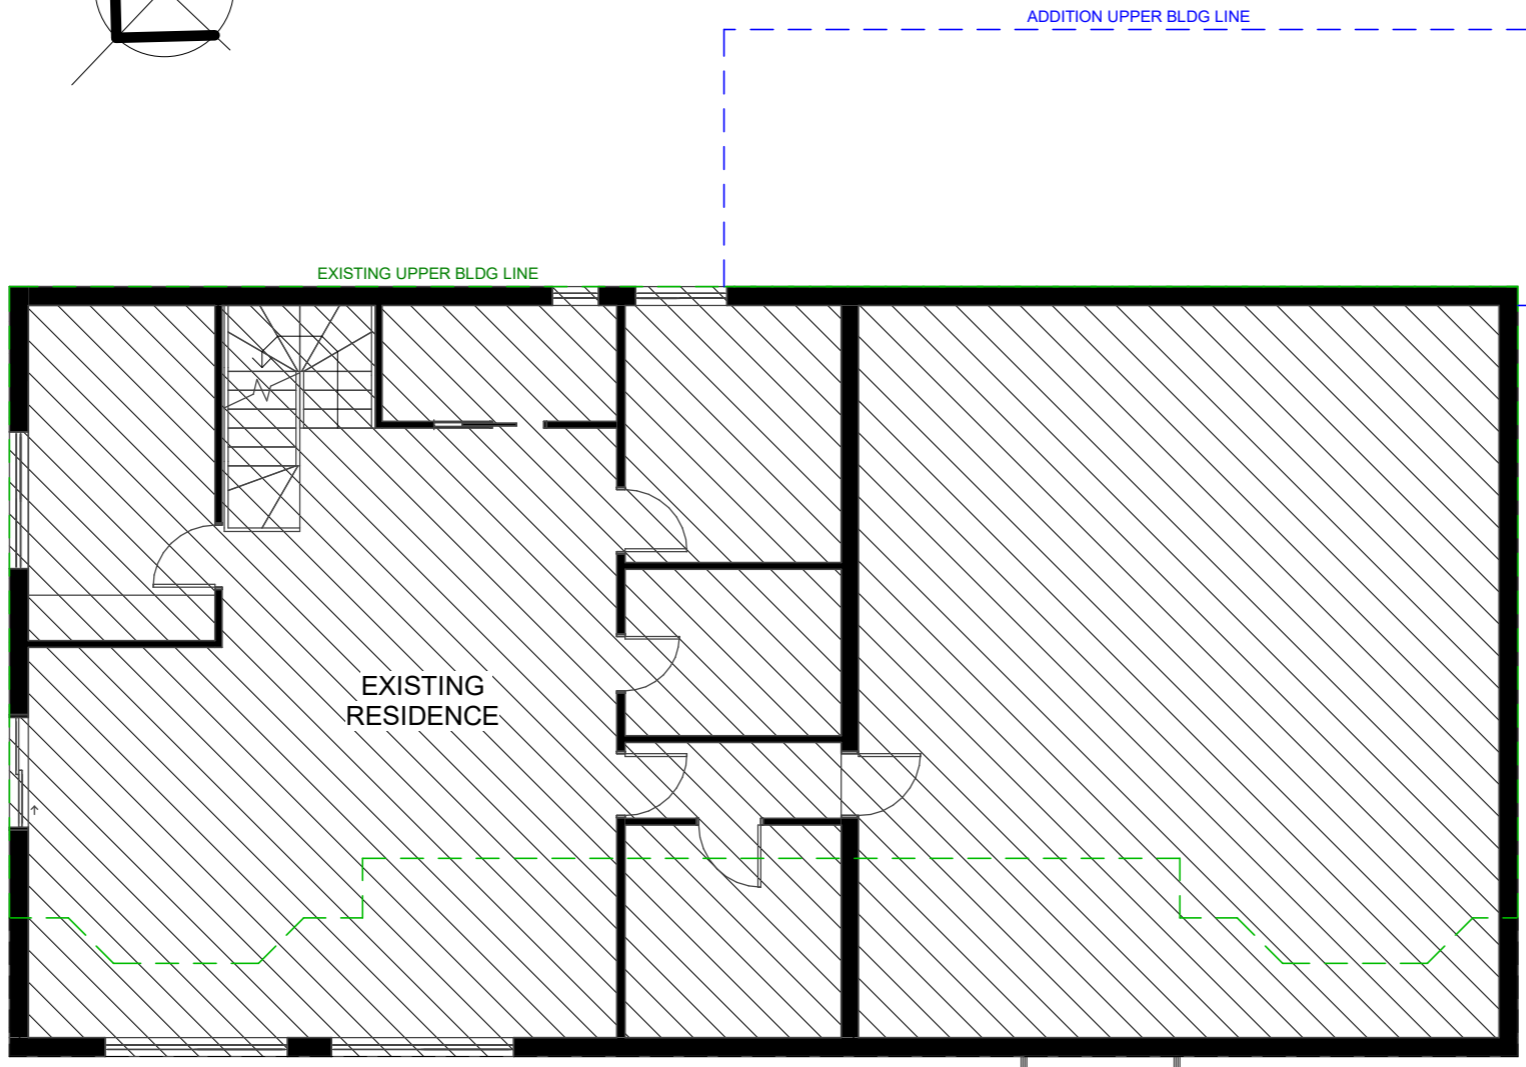 ADDITION UPPER BLDG LINE
EXISTING UPPER BLDG LINE
EXISTING
RESIDENCE